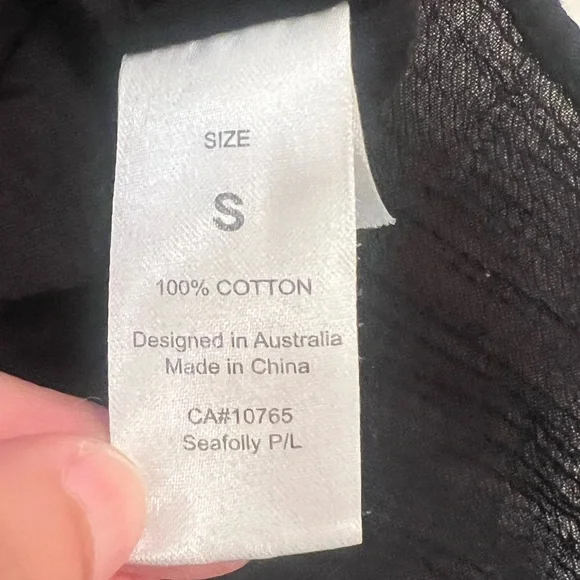 SIZE
S
100% COTTON
Designed in Australia
Made in China
CA#10765
Seafolly P/L